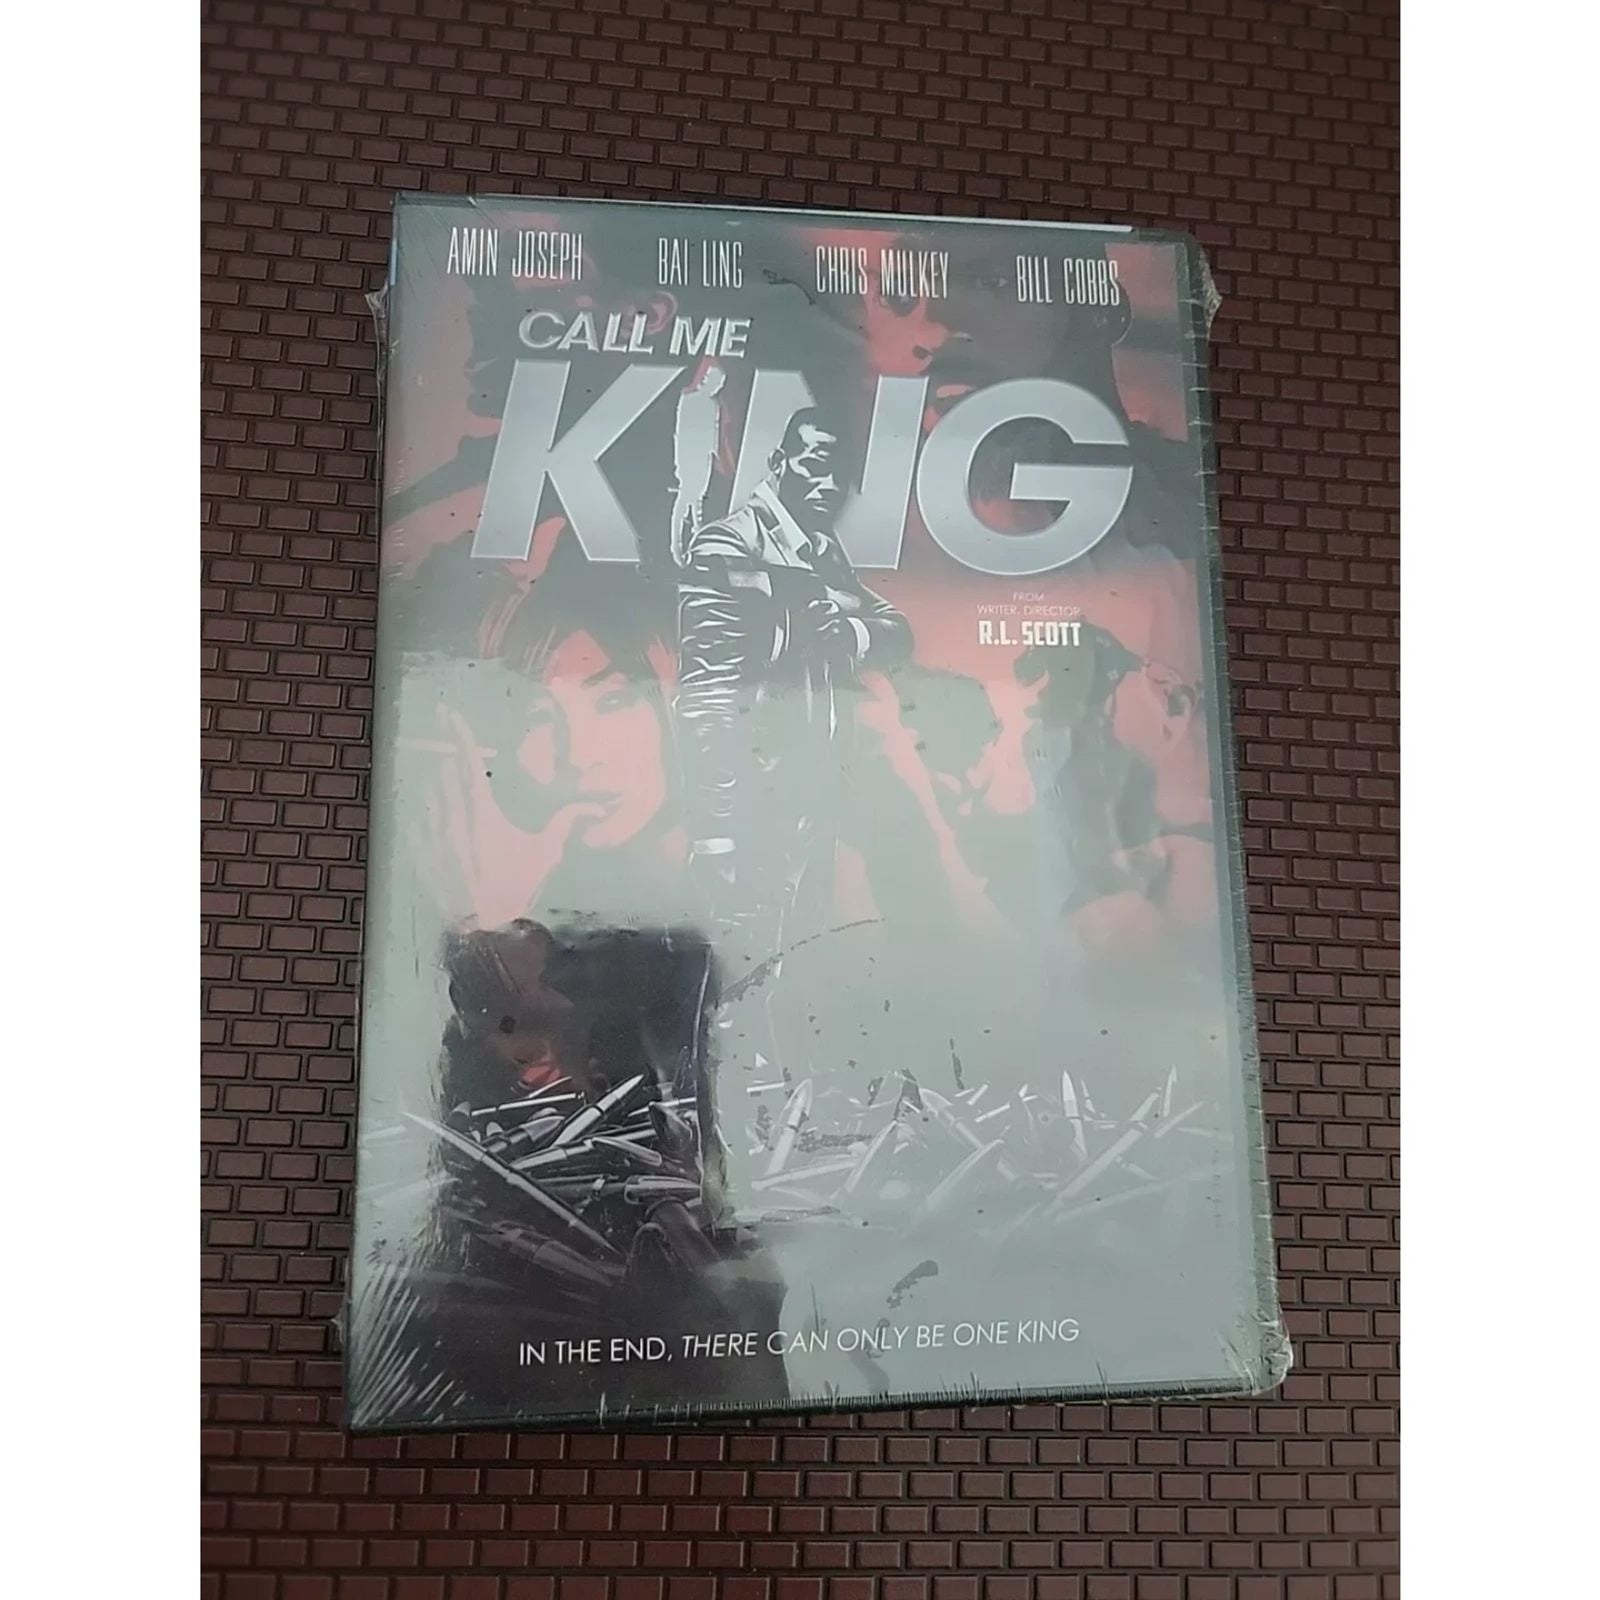 AMIN JOSEPH BAI LING CHRIS MULKEY BILL COBBS
CALL ME
KING
FROM
WRITER, DIRECTOR
R.L. SCOTT
IN THE END, THERE CAN ONLY BE ONE KING